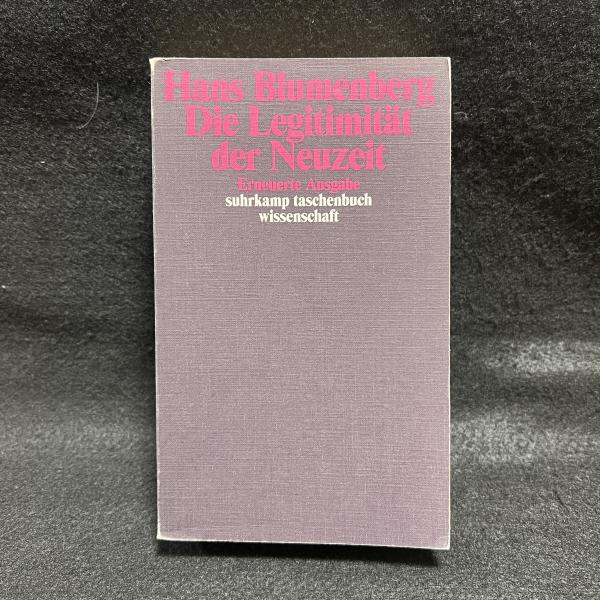 Hans Blumenberg
Die Legitimität
der Neuzeit
Erneuerte Ausgabe
suhrkamp taschenbuch
wissenschaft